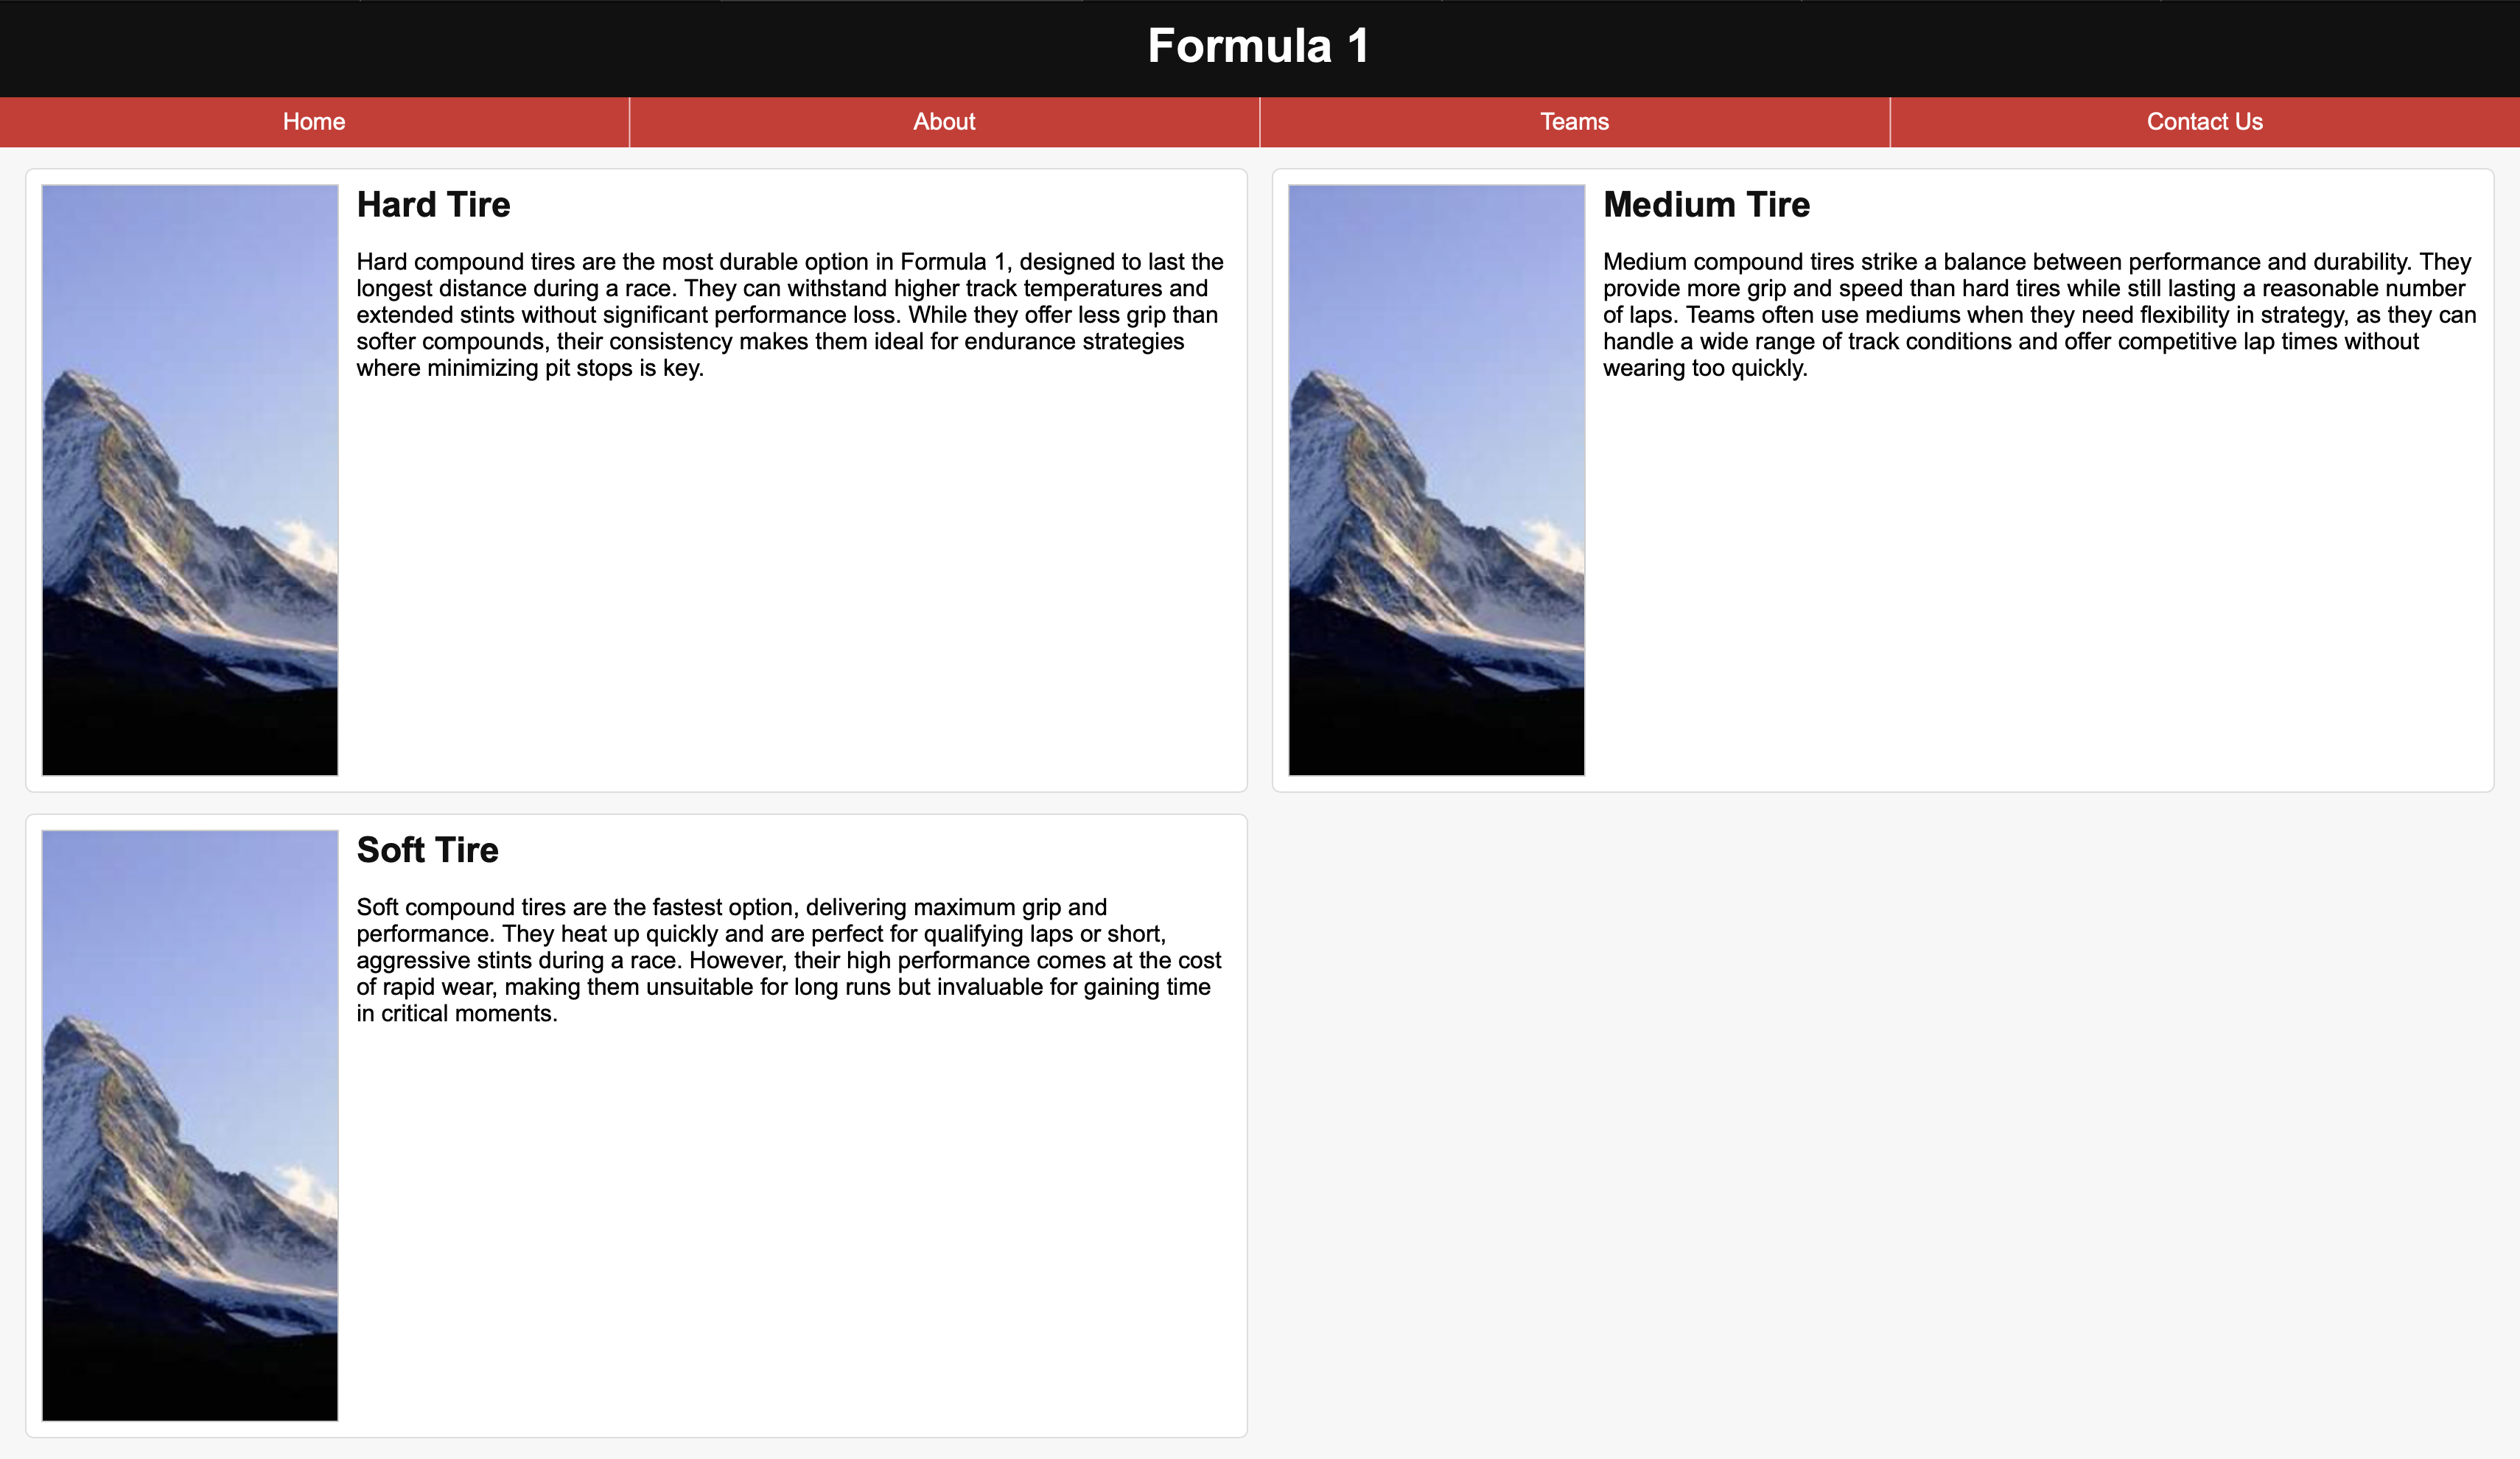 Formula 1
Home
About
Teams
Contact Us
Hard Tire
Hard compound tires are the most durable option in Formula 1, designed to last the
longest distance during a race. They can withstand higher track temperatures and
extended stints without significant performance loss. While they offer less grip than
softer compounds, their consistency makes them ideal for endurance strategies
where minimizing pit stops is key.
Medium Tire
Medium compound tires strike a balance between performance and durability. They
provide more grip and speed than hard tires while still lasting a reasonable number
of laps. Teams often use mediums when they need flexibility in strategy, as they can
handle a wide range of track conditions and offer competitive lap times without
wearing too quickly.
Soft Tire
Soft compound tires are the fastest option, delivering maximum grip and
performance. They heat up quickly and are perfect for qualifying laps or short,
aggressive stints during a race. However, their high performance comes at the cost
of rapid wear, making them unsuitable for long runs but invaluable for gaining time
in critical moments.